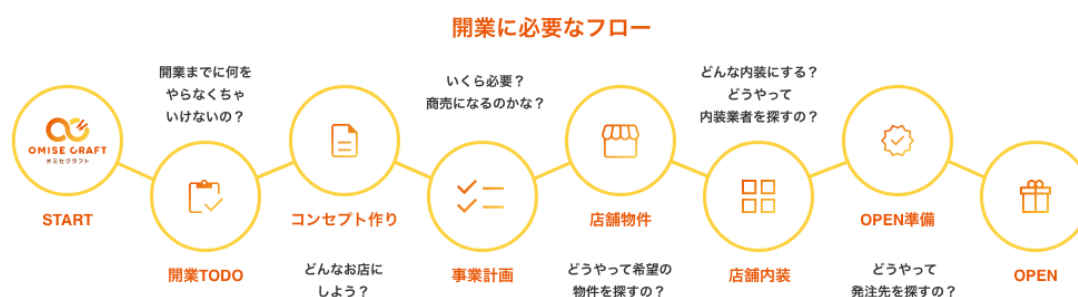 開業に必要なフロー
OMISE CRAFT
オミセクラフト
START
開業までに何を
やらなくちゃ
いけないの？
開業TODO
コンセプト作り
どんなお店に
しよう？
いくら必要？
商売になるのかな？
事業計画
店舗物件
どうやって希望の
物件を探すの？
どんな内装にする？
どうやって
内装業者を探すの？
店舗内装
OPEN準備
どうやって
発注先を探すの？
OPEN